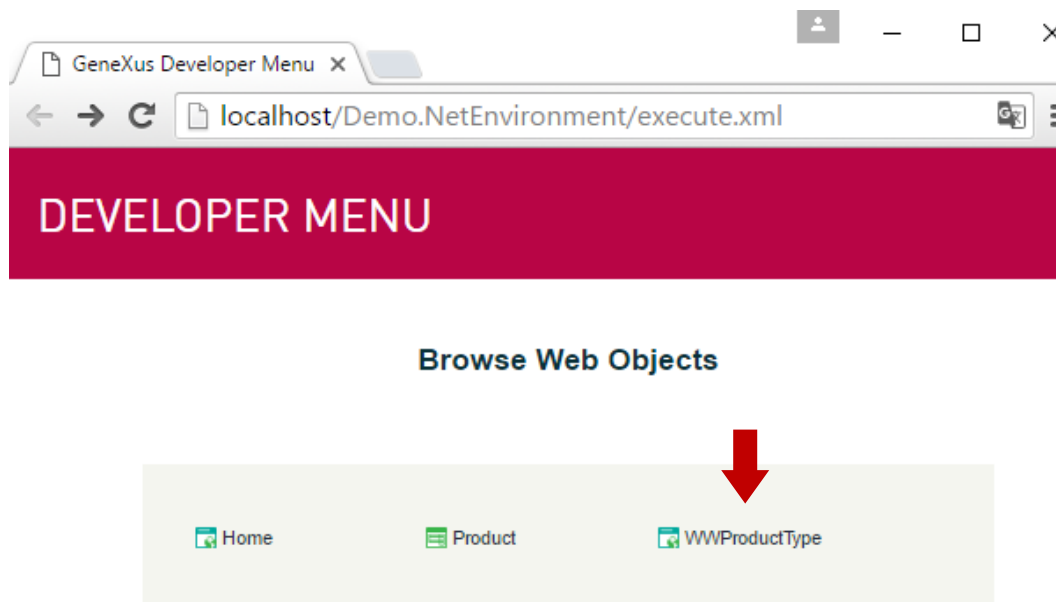 GeneXus Developer Menu
localhost/Demo.NetEnvironment/execute.xml
DEVELOPER MENU
Browse Web Objects
Home Product WWProductType